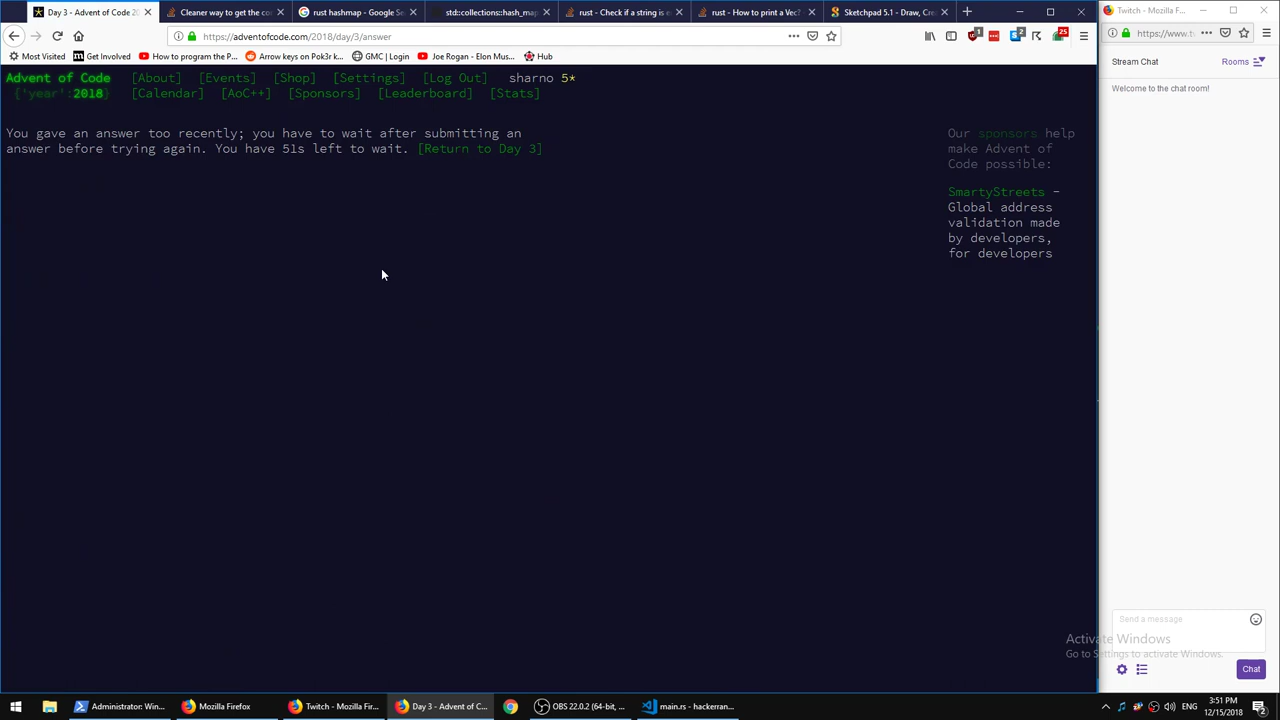 Day 3 - Advent of Code 20
Cleaner way to get the con
rust hashmap - Google Se
std::collections::hash_map
rust - Check if a string is e
rust - How to print a Vec?
Sketchpad 5.1 - Draw, Cre
https://adventofcode.com/2018/day/3/answer
25
Most Visited
Get Involved
How to program the P...
Arrow keys on Pok3r k...
GMC | Login
Joe Rogan - Elon Mus...
Hub
Advent of Code [About] [Events] [Shop] [Settings] [Log Out] sharno 5*
{'year':2018} [Calendar] [AoC++] [Sponsors] [Leaderboard] [Stats]
You gave an answer too recently; you have to wait after submitting an
answer before trying again. You have 51s left to wait. [Return to Day 3]
Our sponsors help
make Advent of
Code possible:
SmartyStreets -
Global address
validation made
by developers,
for developers
Twitch - Mozilla F...
https://www.t
Stream Chat
Rooms
Welcome to the chat room!
Send a message
Activate Windows
Go to Settings to activate Windows.
Chat
Administrator: Win...
Mozilla Firefox
Twitch - Mozilla Fir...
Day 3 - Advent of C...
OBS 22.0.2 (64-bit, ...
main.rs - hackerran...
ENG
3:51 PM
12/15/2018
2